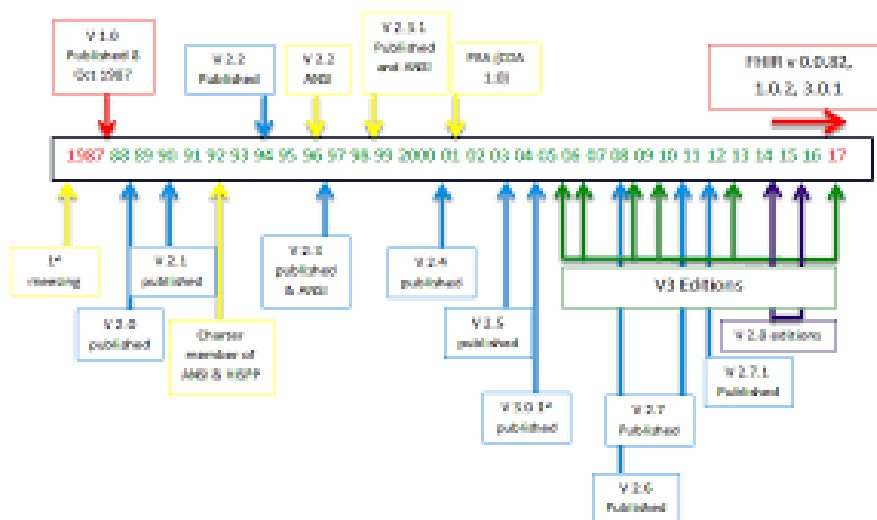 V 1.0
Published &
Oct 1987
V 2.2
Published
V 2.2
ANSI
V 2.3.1
Published
and ANSI
PRA (CDA
1.0)
FHIR v 0.0.82,
1.0.2, 3.0.1
1987 88 89 90 91 92 93 94 95 96 97 98 99 2000 01 02 03 04 05 06 07 08 09 10 11 12 13 14 15 16 17
1st
meeting
V 2.0
published
V 2.1
published
Charter
member of
ANSI & HISPP
V 2.3
published
& ANSI
V 2.4
published
V 2.5
published
V 3.0 1st
published
V3 Editions
V 2.8 editions
V 2.7.1
Published
V 2.7
Published
V 2.6
Published